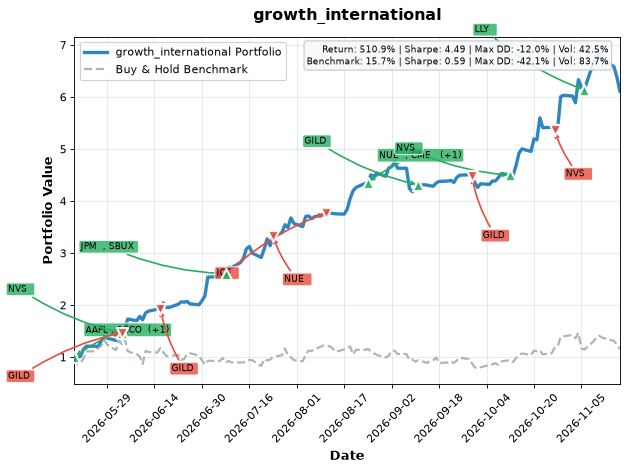 growth_international
LLY
Return: 510.9% | Sharpe: 4.49 | Max DD: -12.0% | Vol: 42.5%
Benchmark: 15.7% | Sharpe: 0.59 | Max DD: -42.1% | Vol: 83.7%
growth_international Portfolio
Buy & Hold Benchmark
7
6
5
4
3
2
1
Portfolio Value
GILD
NVS
(+1)
NVS
GILD
JPM , SBUX
NUE
NVS
(+1)
GILD
GILD
2026-05-29
2026-06-14
2026-06-30
2026-07-16
2026-08-01
2026-08-17
2026-09-02
2026-09-18
2026-10-04
2026-10-20
2026-11-05
Date